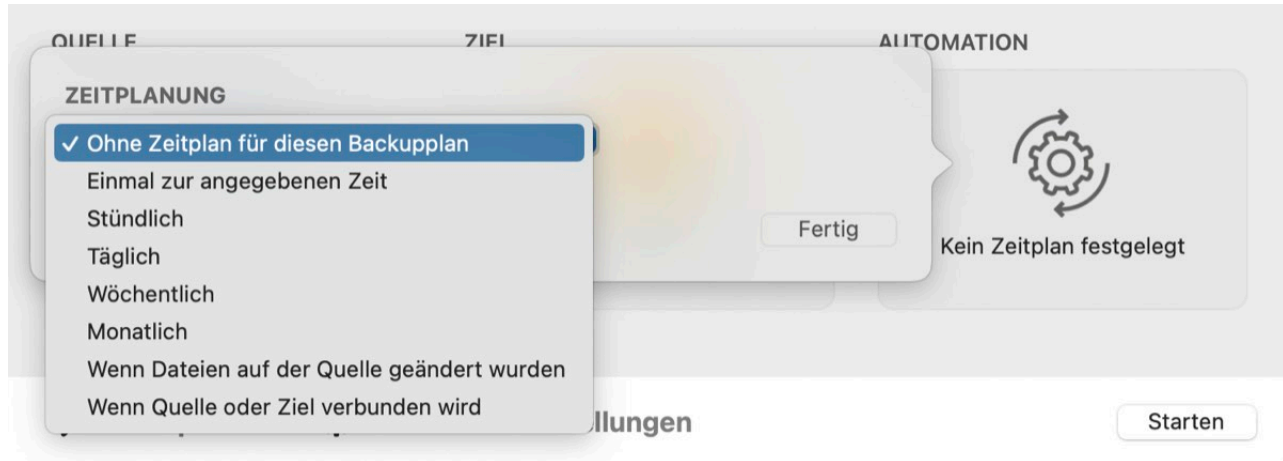 QUELLE
ZIEL
AUTOMATION
ZEITPLANUNG
✓ Ohne Zeitplan für diesen Backupplan
Einmal zur angegebenen Zeit
Stündlich
Täglich
Wöchentlich
Monatlich
Wenn Dateien auf der Quelle geändert wurden
Wenn Quelle oder Ziel verbunden wird
Fertig
Kein Zeitplan festgelegt
llungen
Starten